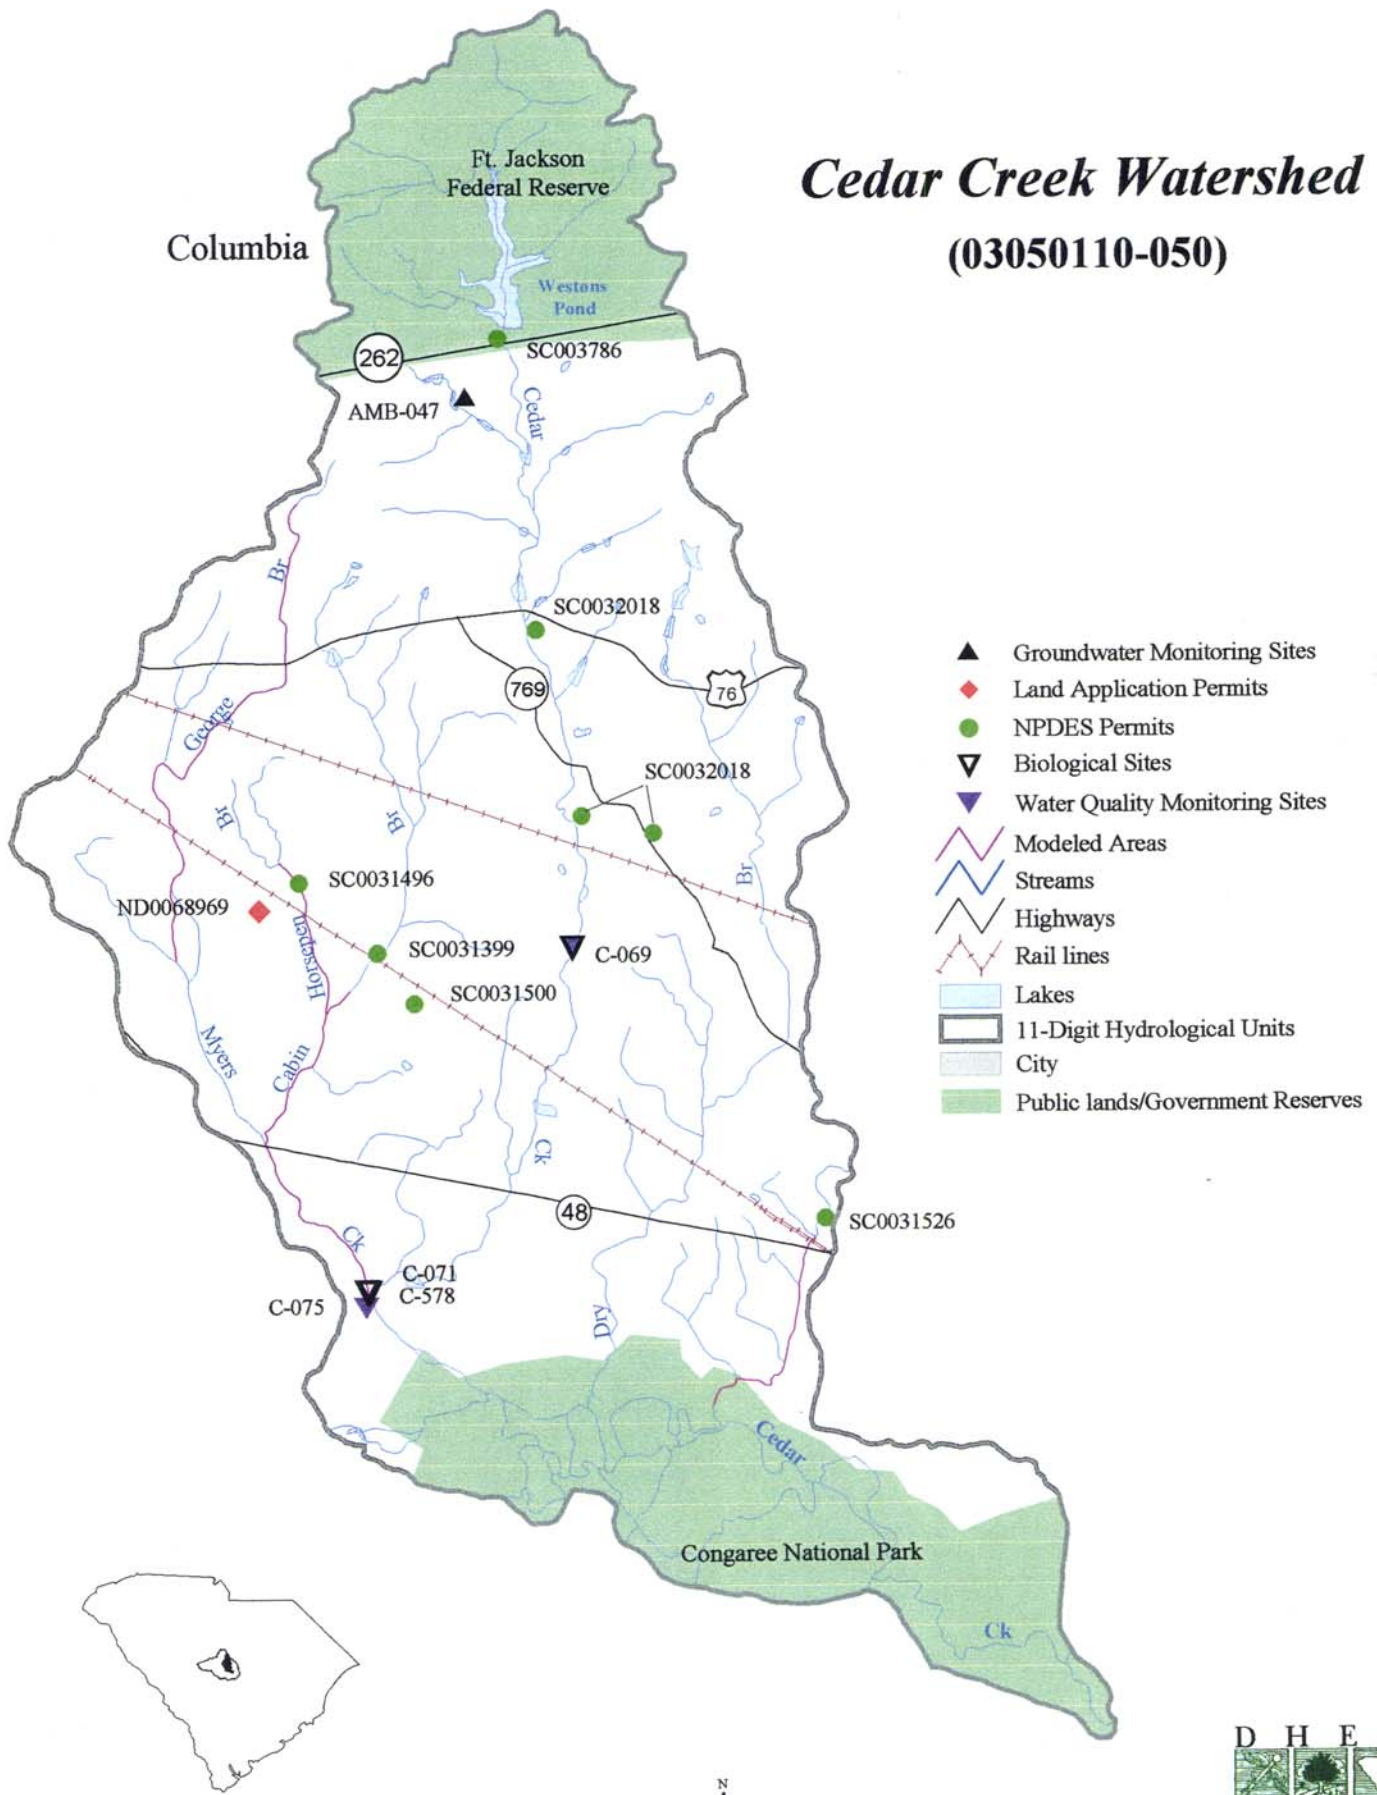 Cedar Creek Watershed
(03050110-050)
Ft. Jackson
Federal Reserve
Columbia
Westons
Pond
262
SC003786
AMB-047
Cedar
Br
SC0032018
769
76
George
SC0032018
Br
Br
Br
SC0031496
ND0068969
Horsepen
SC0031399
C-069
SC0031500
Myers
Cabin
Ck
48
SC0031526
Ck
C-071
C-578
C-075
Dry
Cedar
Congaree National Park
Ck
Groundwater Monitoring Sites
Land Application Permits
NPDES Permits
Biological Sites
Water Quality Monitoring Sites
Modeled Areas
Streams
Highways
Rail lines
Lakes
11-Digit Hydrological Units
City
Public lands/Government Reserves
N
D H E